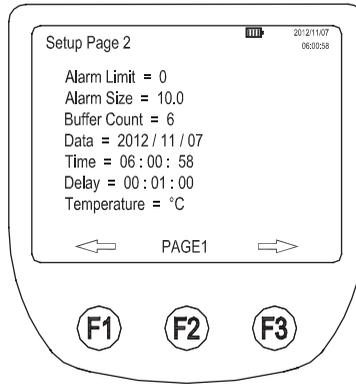 Setup Page 2
2012/11/07
06:00:58
Alarm Limit = 0
Alarm Size = 10.0
Buffer Count = 6
Data = 2012 / 11 / 07
Time = 06 : 00 : 58
Delay = 00 : 01 : 00
Temperature = °C
PAGE1
F1 F2 F3